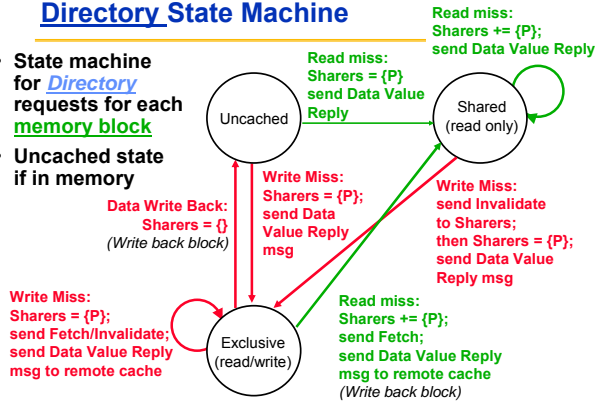 Directory State Machine
• State machine
for Directory
requests for each
memory block
• Uncached state
if in memory
Read miss:
Sharers += {P};
send Data Value Reply
Read miss:
Sharers = {P}
send Data Value
Reply
Uncached
Shared
(read only)
Data Write Back:
Sharers = {}
(Write back block)
Write Miss:
Sharers = {P};
send Data
Value Reply
msg
Write Miss:
send Invalidate
to Sharers;
then Sharers = {P};
send Data Value
Reply msg
Write Miss:
Sharers = {P};
send Fetch/Invalidate;
send Data Value Reply
msg to remote cache
Exclusive
(read/write)
Read miss:
Sharers += {P};
send Fetch;
send Data Value Reply
msg to remote cache
(Write back block)